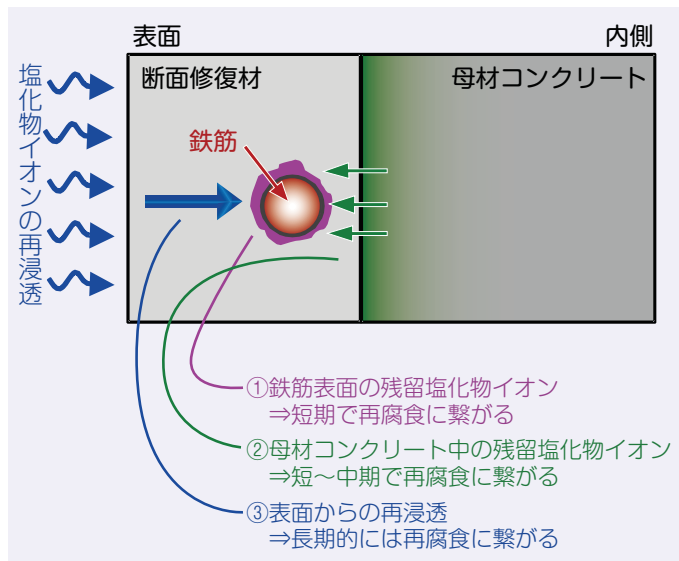 表面
内側
塩化物イオンの再浸透
断面修復材
母材コンクリート
鉄筋
①鉄筋表面の残留塩化物イオン
⇒短期で再腐食に繋がる
②母材コンクリート中の残留塩化物イオン
⇒短～中期で再腐食に繋がる
③表面からの再浸透
⇒長期的には再腐食に繋がる